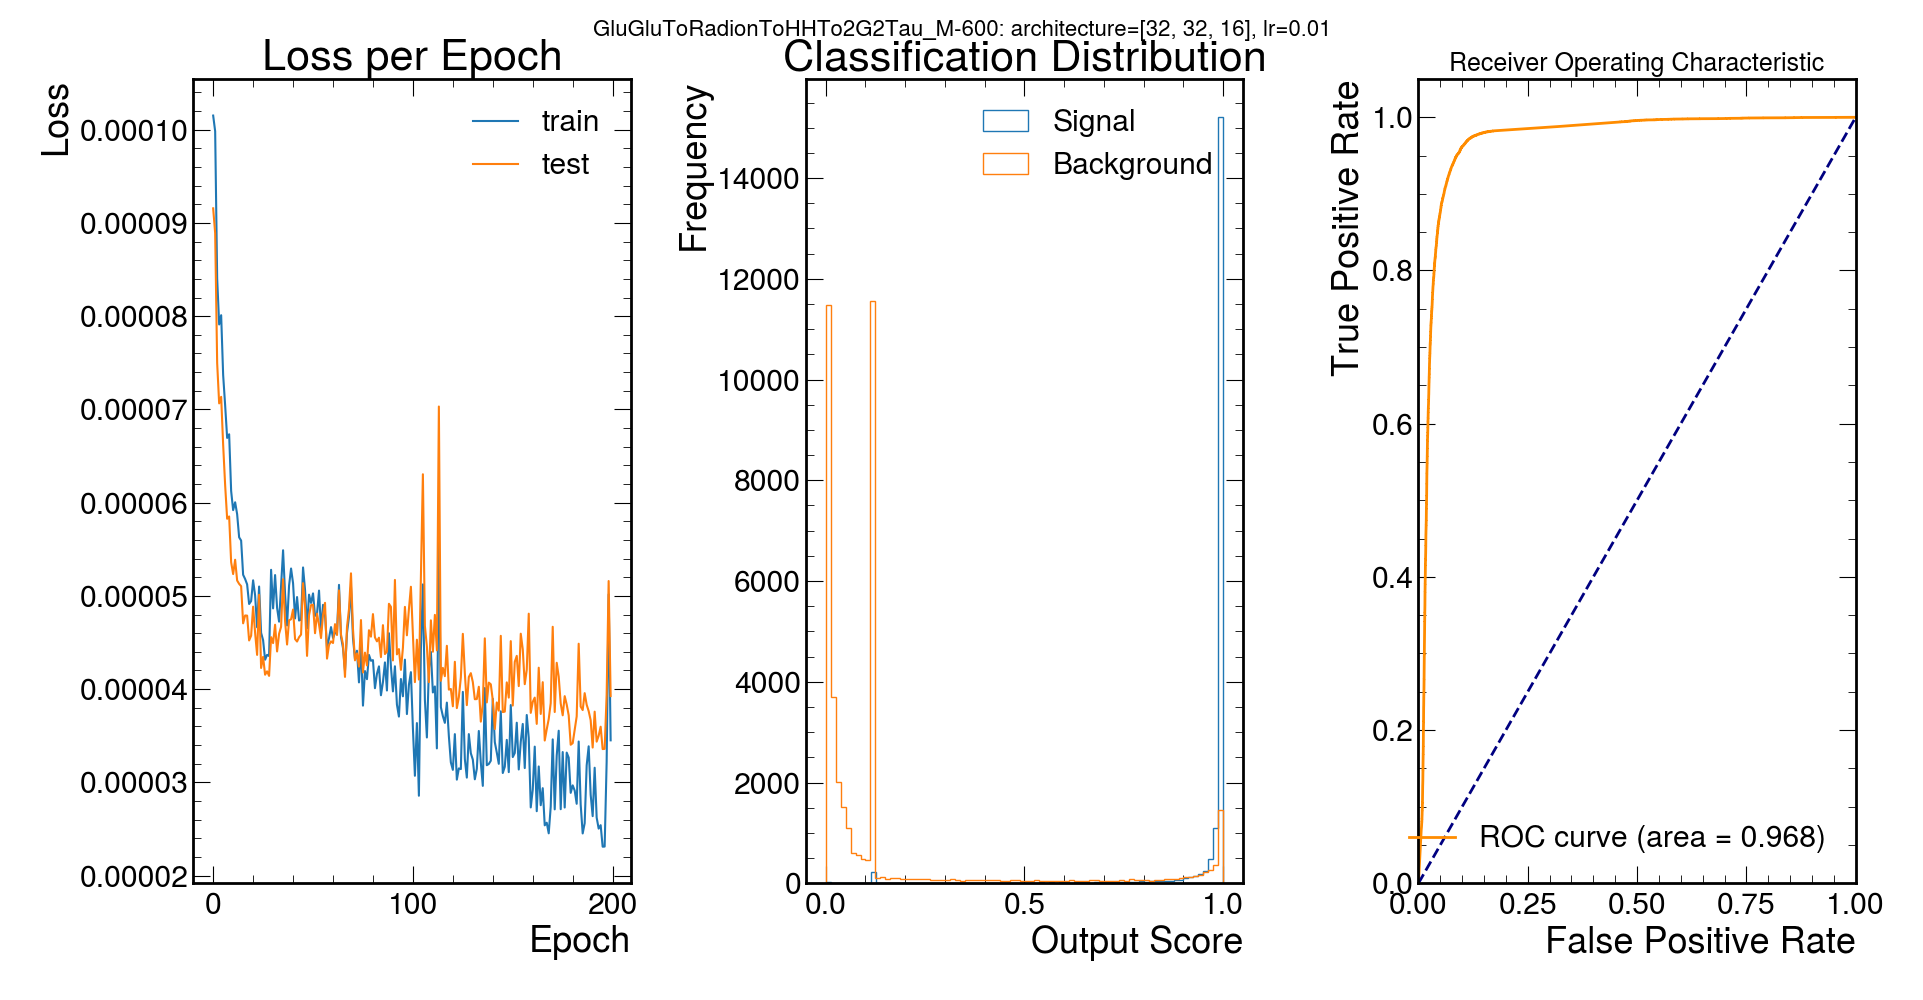 GluGluToRadionToHHTo2G2Tau_M-600: architecture=[32, 32, 16], lr=0.01
Loss per Epoch
Loss
0.00010
0.00009
0.00008
0.00007
0.00006
0.00005
0.00004
0.00003
0.00002
0
100
200
Epoch
train
test
Classification Distribution
Frequency
14000
12000
10000
8000
6000
4000
2000
0
0.0
0.5
1.0
Output Score
Signal
Background
Receiver Operating Characteristic
True Positive Rate
1.0
0.8
0.6
0.4
0.2
0.0
0.00
0.25
0.50
0.75
1.00
False Positive Rate
ROC curve (area = 0.968)